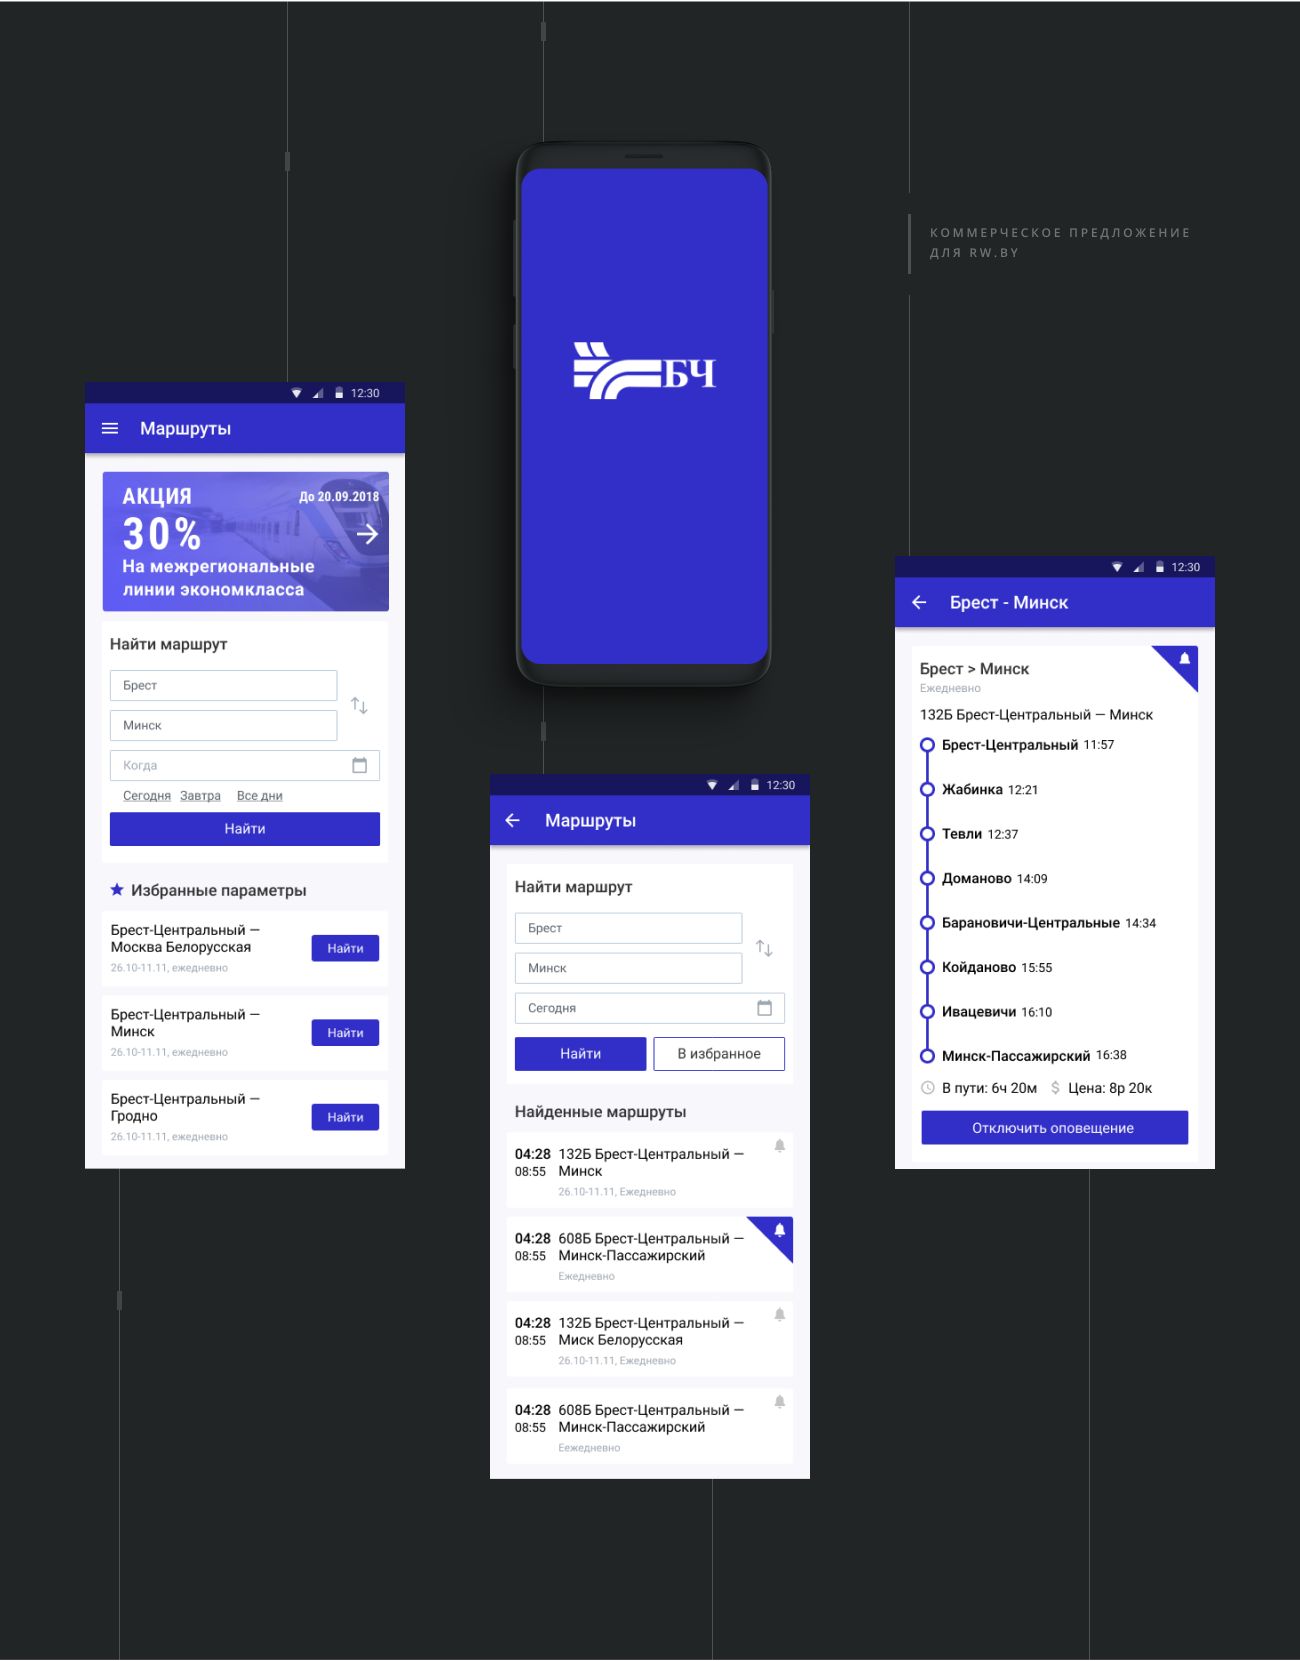 КОММЕРЧЕСКОЕ ПРЕДЛОЖЕНИЕ
ДЛЯ RW.BY
БЧ
12:30
Маршруты
АКЦИЯ
До 20.09.2018
30%
На межрегиональные
линии экономкласса
Найти маршрут
Брест
Минск
Когда
Сегодня Завтра Все дни
Найти
Избранные параметры
Брест-Центральный —
Москва Белорусская
26.10-11.11, ежедневно
Найти
Брест-Центральный —
Минск
26.10-11.11, ежедневно
Найти
Брест-Центральный —
Гродно
26.10-11.11, ежедневно
Найти
12:30
Маршруты
Найти маршрут
Брест
Минск
Сегодня
Найти
В избранное
Найденные маршруты
04:28 132Б Брест-Центральный —
08:55 Минск
26.10-11.11, Ежедневно
04:28 608Б Брест-Центральный —
08:55 Минск-Пассажирский
Ежедневно
04:28 132Б Брест-Центральный —
08:55 Миск Белорусская
26.10-11.11, Ежедневно
04:28 608Б Брест-Центральный —
08:55 Минск-Пассажирский
Еежедневно
12:30
Брест - Минск
Брест > Минск
Ежедневно
132Б Брест-Центральный — Минск
Брест-Центральный 11:57
Жабинка 12:21
Тевли 12:37
Доманово 14:09
Барановичи-Центральные 14:34
Койданово 15:55
Ивацевичи 16:10
Минск-Пассажирский 16:38
В пути: 6ч 20м $ Цена: 8р 20к
Отключить оповещение